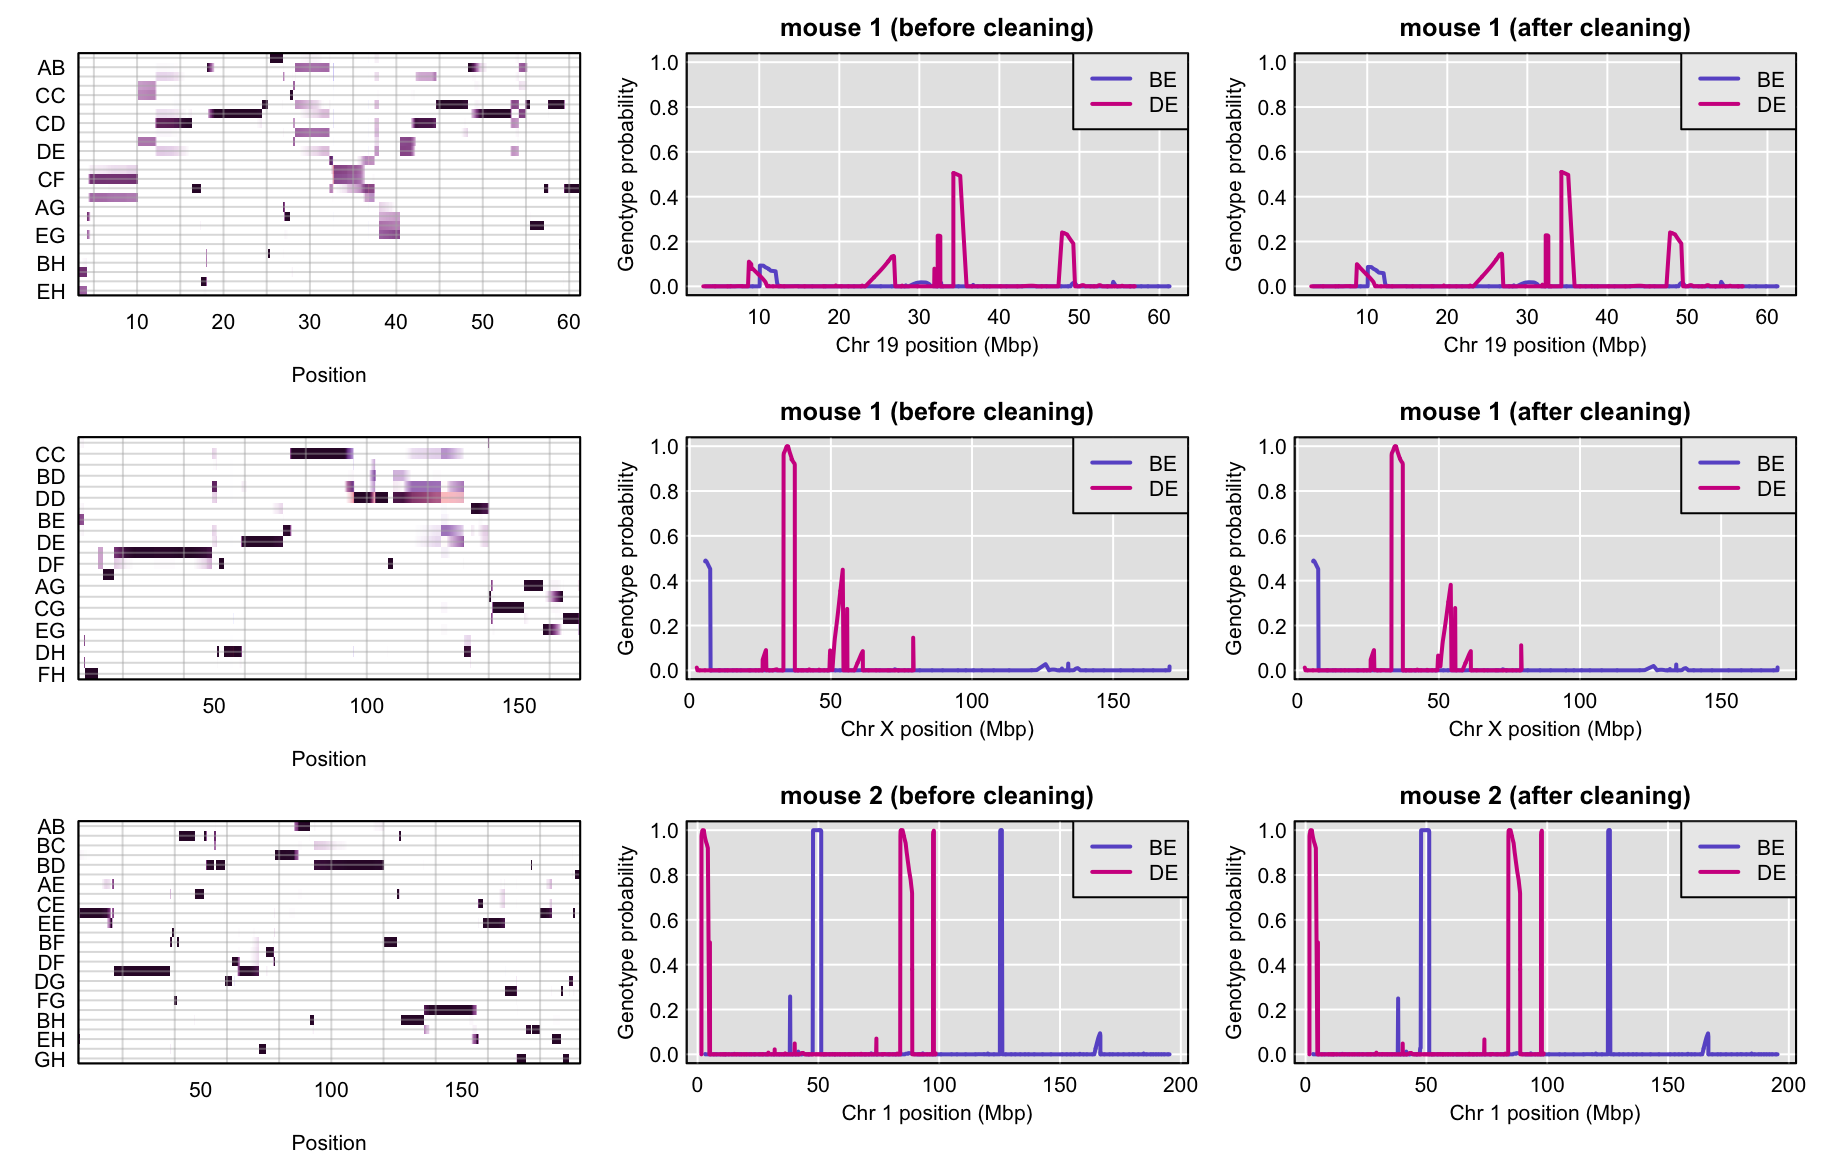 AB
CC
CD
DE
CF
AG
EG
BH
EH
10 20 30 40 50 60
Position
mouse 1 (before cleaning)
Genotype probability
1.0
0.8
0.6
0.4
0.2
0.0
BE
DE
10 20 30 40 50 60
Chr 19 position (Mbp)
mouse 1 (after cleaning)
Genotype probability
1.0
0.8
0.6
0.4
0.2
0.0
BE
DE
10 20 30 40 50 60
Chr 19 position (Mbp)
CC
BD
DD
BE
DE
DF
AG
CG
EG
DH
FH
50 100 150
Position
mouse 1 (before cleaning)
Genotype probability
1.0
0.8
0.6
0.4
0.2
0.0
BE
DE
0 50 100 150
Chr X position (Mbp)
mouse 1 (after cleaning)
Genotype probability
1.0
0.8
0.6
0.4
0.2
0.0
BE
DE
0 50 100 150
Chr X position (Mbp)
AB
BC
BD
AE
CE
EE
BF
DF
DG
FG
BH
EH
GH
50 100 150
Position
mouse 2 (before cleaning)
Genotype probability
1.0
0.8
0.6
0.4
0.2
0.0
BE
DE
0 50 100 150 200
Chr 1 position (Mbp)
mouse 2 (after cleaning)
Genotype probability
1.0
0.8
0.6
0.4
0.2
0.0
BE
DE
0 50 100 150 200
Chr 1 position (Mbp)